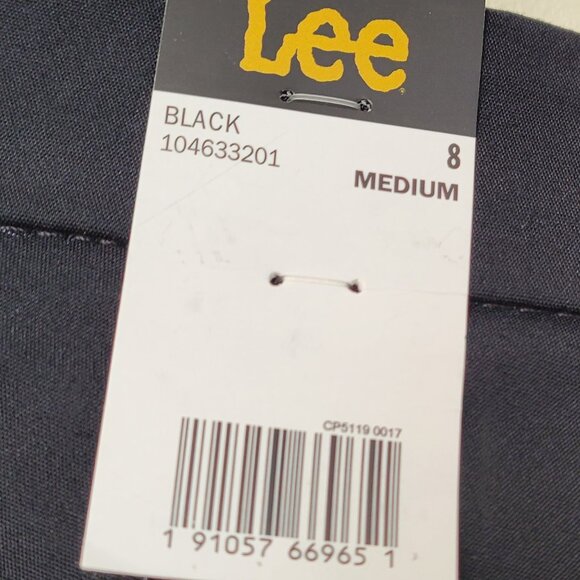 Lee
BLACK
104633201
8
MEDIUM
CP5119 0017
1 91057 66965 1